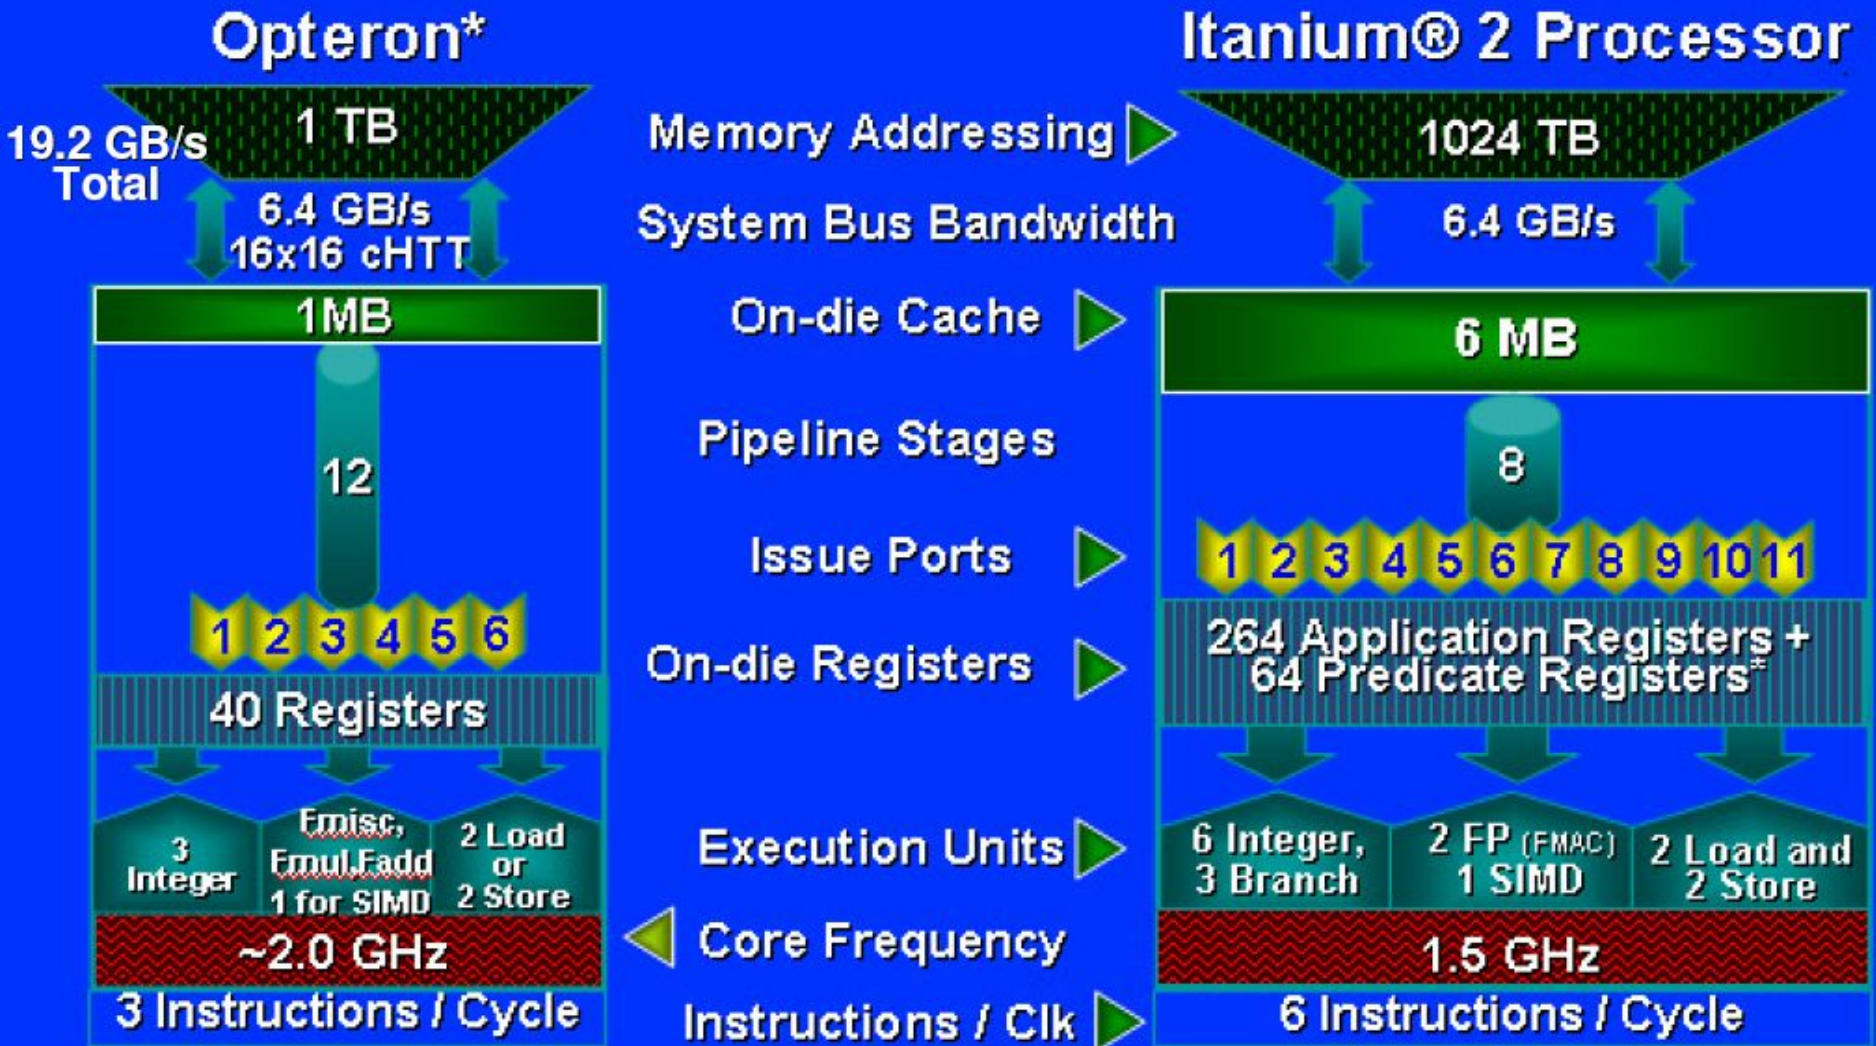 Opteron*
Itanium® 2 Processor
19.2 GB/s
Total
1 TB
Memory Addressing
1024 TB
6.4 GB/s
16x16 cHTT
System Bus Bandwidth
6.4 GB/s
1MB
On-die Cache
6 MB
12
Pipeline Stages
8
1 2 3 4 5 6
Issue Ports
1 2 3 4 5 6 7 8 9 10 11
40 Registers
On-die Registers
264 Application Registers +
64 Predicate Registers*
3
Integer
Fmisc,
Fmul,Fadd
1 for SIMD
2 Load
or
2 Store
Execution Units
6 Integer,
3 Branch
2 FP (FMAC)
1 SIMD
2 Load and
2 Store
~2.0 GHz
Core Frequency
1.5 GHz
3 Instructions / Cycle
Instructions / Clk
6 Instructions / Cycle